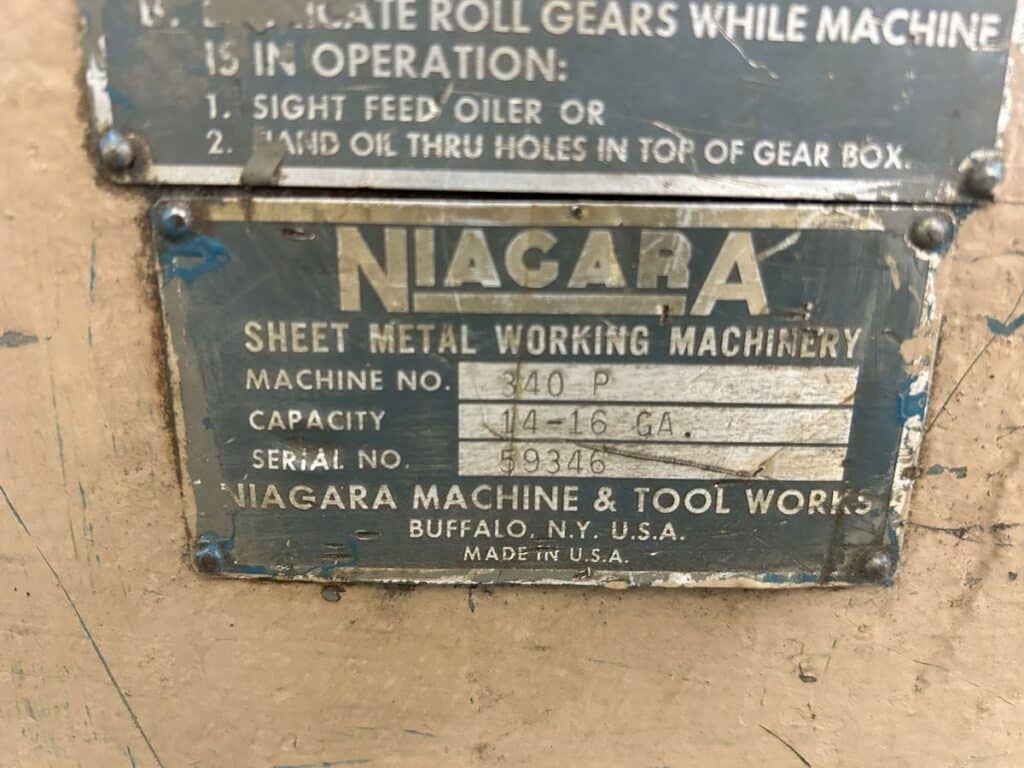 ROLL GEARS WHILE MACHINE
IS IN OPERATION:
1. SIGHT FEED OILER OR
2. HAND OIL THRU HOLES IN TOP OF GEAR BOX.
NIAGARA
SHEET METAL WORKING MACHINERY
MACHINE NO. 340 P
CAPACITY 14-16 GA.
SERIAL NO. 59346
NIAGARA MACHINE & TOOL WORKS
BUFFALO, N.Y. U.S.A.
MADE IN U.S.A.